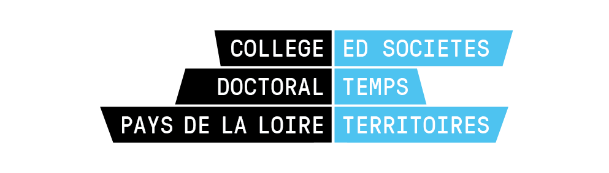 COLLEGE ED SOCIETES
DOCTORAL TEMPS
PAYS DE LA LOIRE TERRITOIRES